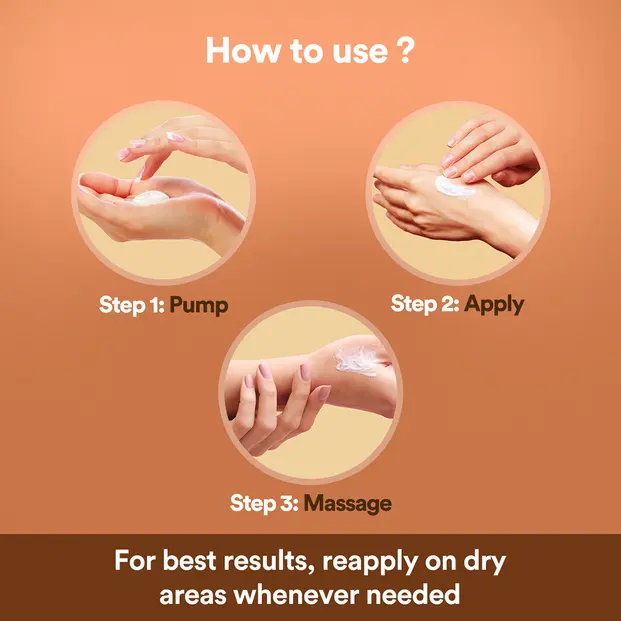 How to use ?
Step 1: Pump
Step 2: Apply
Step 3: Massage
For best results, reapply on dry
areas whenever needed